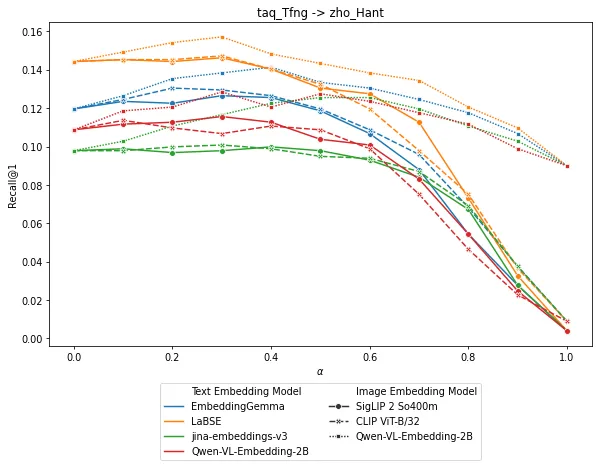 taq_Tfng -> zho_Hant
0.16
0.14
0.12
0.10
0.08
0.06
0.04
0.02
0.00
Recall@1
0.0 0.2 0.4 0.6 0.8 1.0
α
Text Embedding Model Image Embedding Model
EmbeddingGemma SigLIP 2 So400m
LaBSE CLIP ViT-B/32
jina-embeddings-v3 Qwen-VL-Embedding-2B
Qwen-VL-Embedding-2B